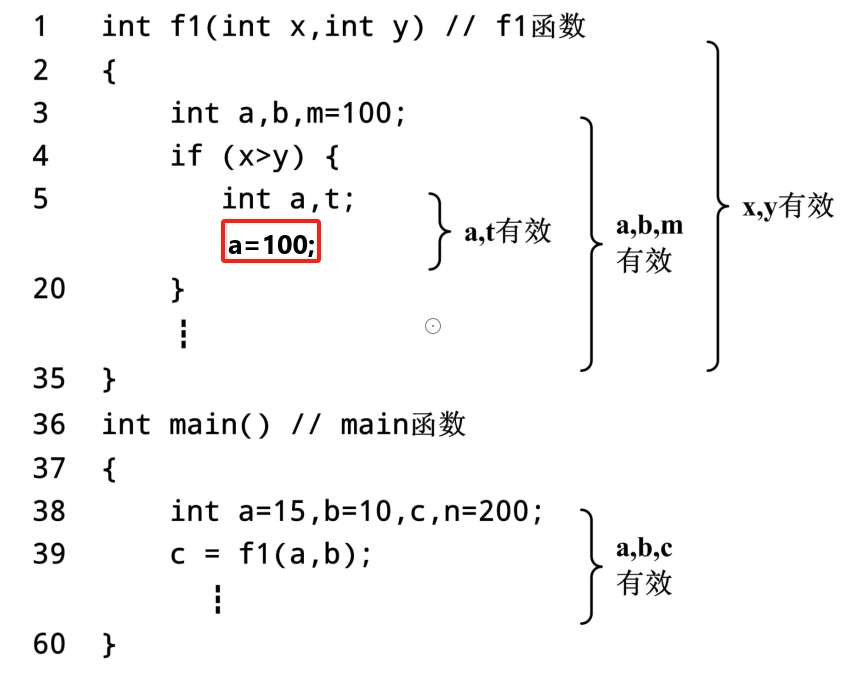 1 int f1(int x,int y) // f1函数
2 {
3 int a,b,m=100;
4 if (x>y) {
5 int a,t;
a=100;
a,t有效
a,b,m
有效
x,y有效
20 }
⋮
35 }
36 int main() // main函数
37 {
38 int a=15,b=10,c,n=200;
39 c = f1(a,b);
⋮
a,b,c
有效
60 }